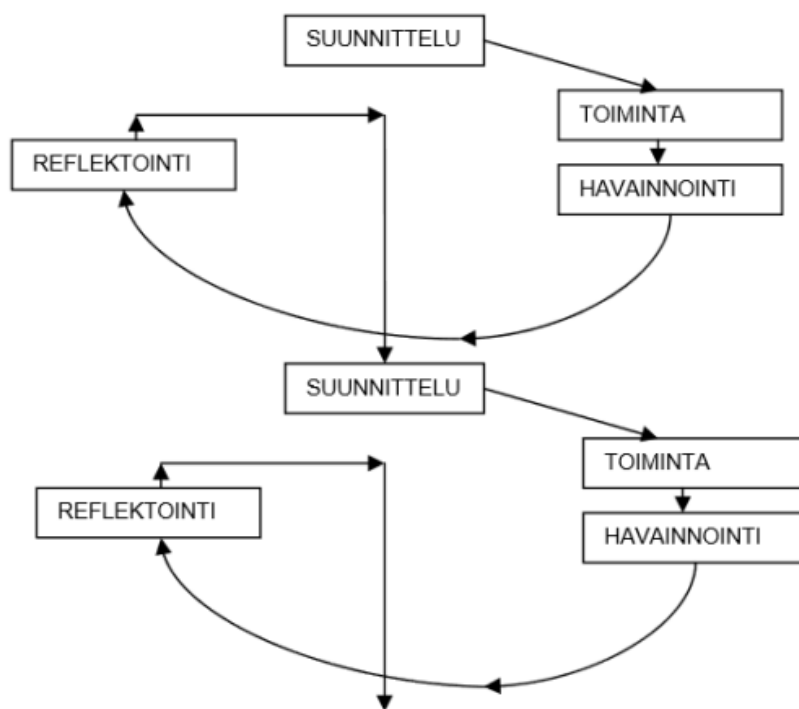 SUUNNITTELU
TOIMINTA
REFLEKTOINTI
HAVAINNOINTI
SUUNNITTELU
TOIMINTA
REFLEKTOINTI
HAVAINNOINTI